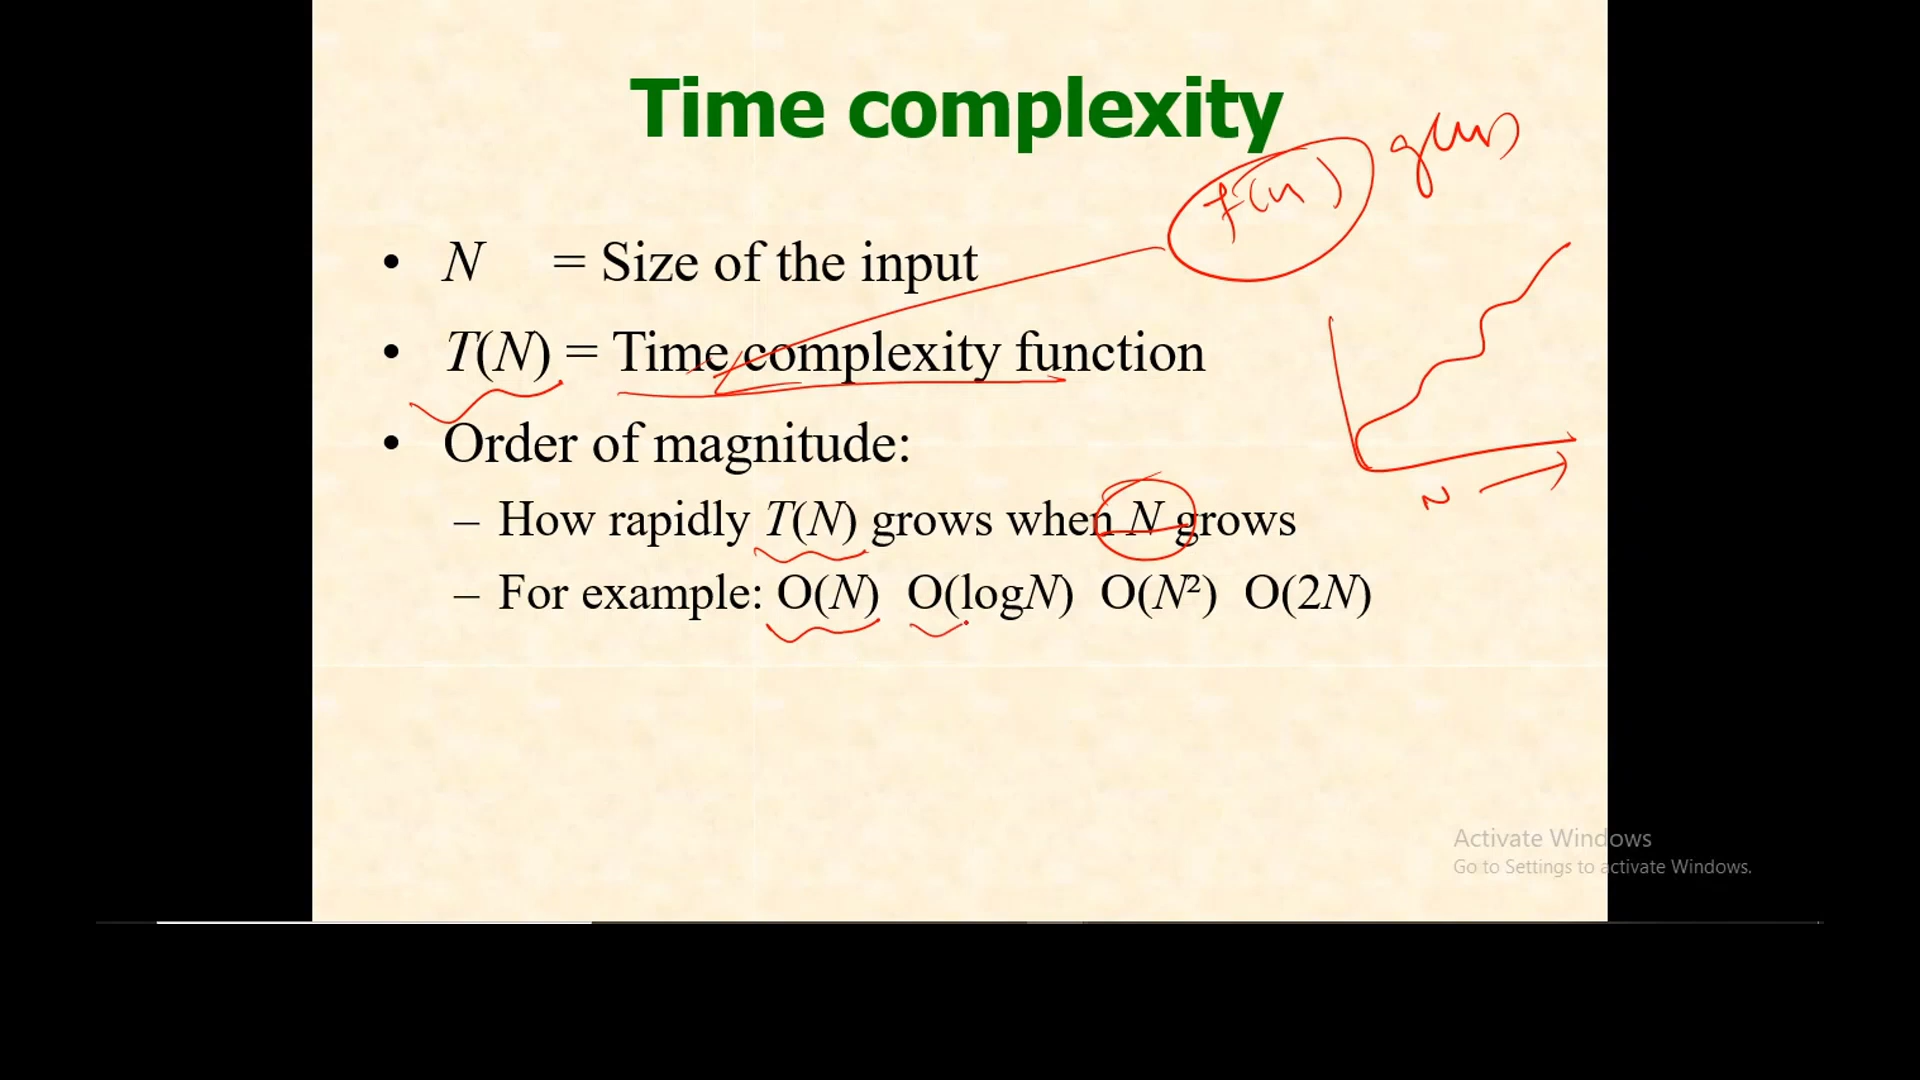 Time complexity
f(n) grows
• N = Size of the input
• T(N) = Time complexity function
• Order of magnitude:
– How rapidly T(N) grows when N grows
N
– For example: O(N) O(logN) O(N²) O(2N)
Activate Windows
Go to Settings to activate Windows.